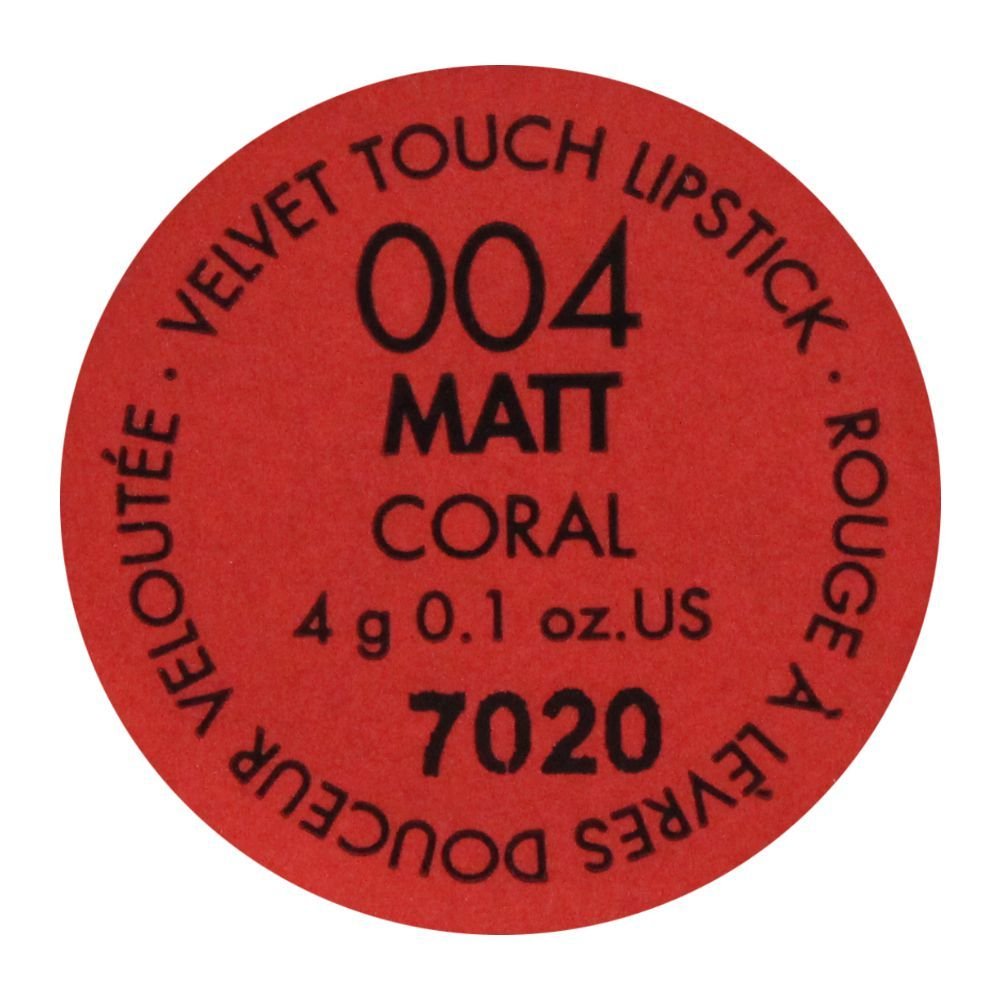 VELVET TOUCH LIPSTICK · ROUGE À LÈVRES DOUCEUR VELOUTÉE ·
004
MATT
CORAL
4 g 0.1 oz.US
7020